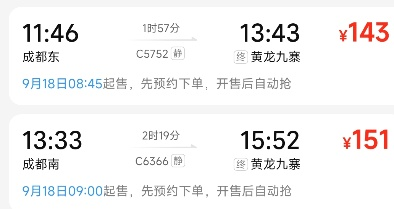 11:46 1时57分 13:43 ¥143
成都东 C5752 静 终 黄龙九寨
9月18日08:45起售，先预约下单，开售后自动抢
13:33 2时19分 15:52 ¥151
成都南 C6366 静 终 黄龙九寨
9月18日09:00起售，先预约下单，开售后自动抢